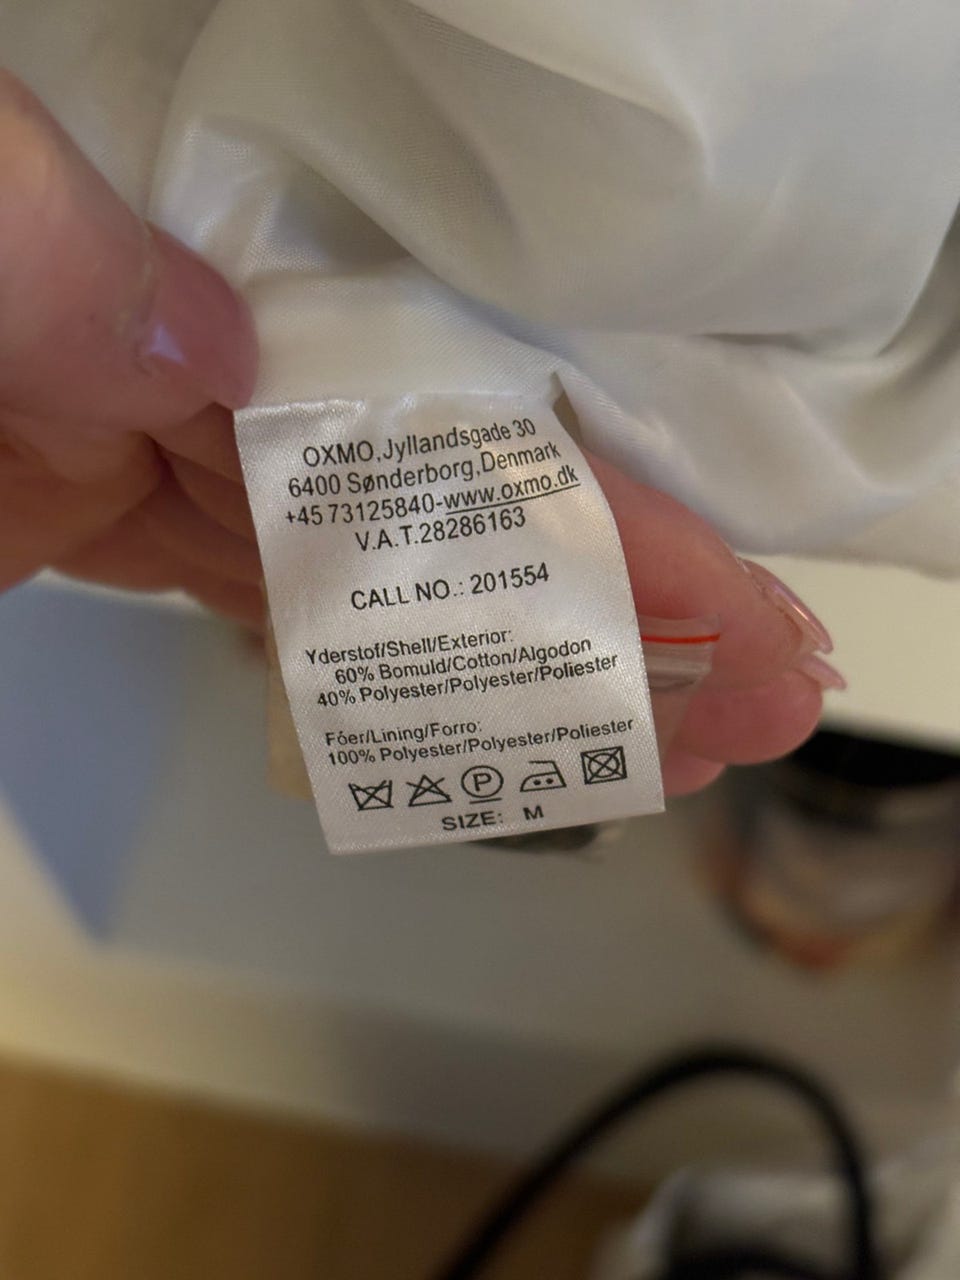 OXMO,Jyllandsgade 30
6400 Sønderborg,Denmark
+45 73125840-www.oxmo.dk
V.A.T.28286163
CALL NO.: 201554
Yderstof/Shell/Exterior:
60% Bomuld/Cotton/Algodon
40% Polyester/Polyester/Poliester
Fóer/Lining/Forro:
100% Polyester/Polyester/Poliester
P
SIZE: M